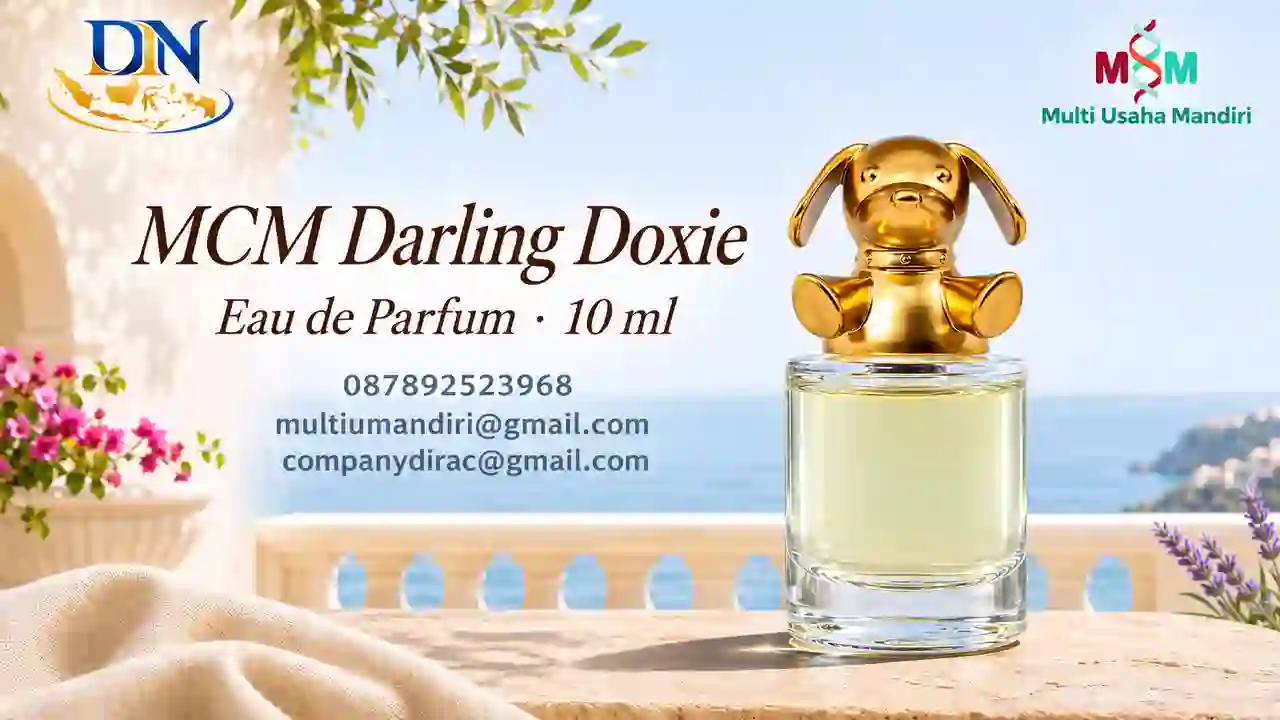 DN
MSM
Multi Usaha Mandiri
MCM Darling Doxie
Eau de Parfum · 10 ml
087892523968
multiumandiri@gmail.com
companydirac@gmail.com